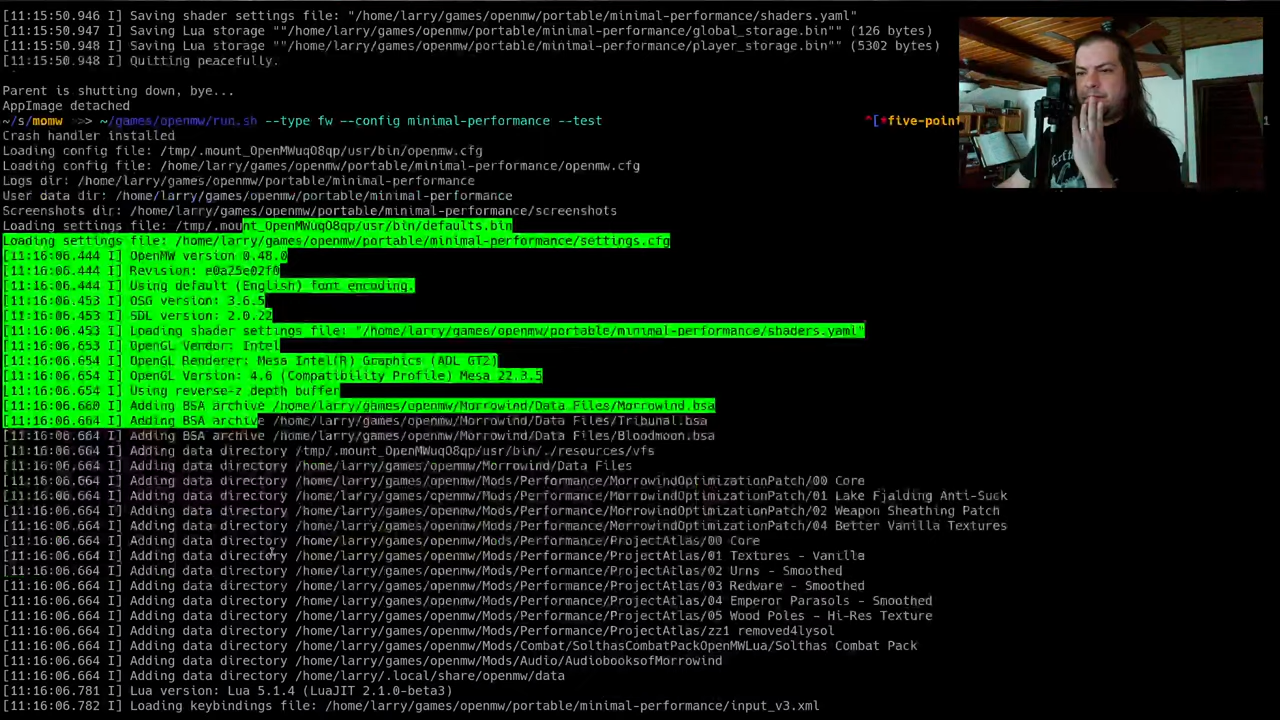 [11:15:50.946 I] Saving shader settings file: "/home/larry/games/openmw/portable/minimal-performance/shaders.yaml"
[11:15:50.947 I] Saving Lua storage ""/home/larry/games/openmw/portable/minimal-performance/global_storage.bin"" (126 bytes)
[11:15:50.948 I] Saving Lua storage ""/home/larry/games/openmw/portable/minimal-performance/player_storage.bin"" (5302 bytes)
[11:15:50.948 I] Quitting peacefully.
Parent is shutting down, bye...
AppImage detached
~/s/momw >>> ~/games/openmw/run.sh --type fw --config minimal-performance --test ^[*five-point
Crash handler installed
Loading config file: /tmp/.mount_OpenMWuqO8qp/usr/bin/openmw.cfg
Loading config file: /home/larry/games/openmw/portable/minimal-performance/openmw.cfg
Logs dir: /home/larry/games/openmw/portable/minimal-performance
User data dir: /home/larry/games/openmw/portable/minimal-performance
Screenshots dir: /home/larry/games/openmw/portable/minimal-performance/screenshots
Loading settings file: /tmp/.mount_OpenMWuqO8qp/usr/bin/defaults.bin
Loading settings file: /home/larry/games/openmw/portable/minimal-performance/settings.cfg
[11:16:06.444 I] OpenMW version 0.48.0
[11:16:06.444 I] Revision:
[11:16:06.444 I] Using default (English) font encoding.
[11:16:06.453 I] OSG version: 3.6.5
[11:16:06.453 I] SDL version: 2.0.22
[11:16:06.453 I] Loading shader settings file: "/home/larry/games/openmw/portable/minimal-performance/shaders.yaml"
[11:16:06.653 I] OpenGL Vendor: Intel
[11:16:06.654 I] OpenGL Renderer: Mesa Intel(R) Graphics (ADL GT2)
[11:16:06.654 I] OpenGL Version: 4.6 (Compatibility Profile) Mesa 22.3.5
[11:16:06.654 I] Using reverse-z depth buffer
[11:16:06.660 I] Adding BSA archive /home/larry/games/openmw/Morrowind/Data Files/Morrowind.bsa
[11:16:06.664 I] Adding BSA archive /home/larry/games/openmw/Morrowind/Data Files/Tribunal.bsa
[11:16:06.664 I] Adding BSA archive /home/larry/games/openmw/Morrowind/Data Files/Bloodmoon.bsa
[11:16:06.664 I] Adding data directory /tmp/.mount_OpenMWuqO8qp/usr/bin/./resources/vfs
[11:16:06.664 I] Adding data directory /home/larry/games/openmw/Morrowind/Data Files
[11:16:06.664 I] Adding data directory /home/larry/games/openmw/Mods/Performance/MorrowindOptimizationPatch/00 Core
[11:16:06.664 I] Adding data directory /home/larry/games/openmw/Mods/Performance/MorrowindOptimizationPatch/01 Lake Fjalding Anti-Suck
[11:16:06.664 I] Adding data directory /home/larry/games/openmw/Mods/Performance/MorrowindOptimizationPatch/02 Weapon Sheathing Patch
[11:16:06.664 I] Adding data directory /home/larry/games/openmw/Mods/Performance/MorrowindOptimizationPatch/04 Better Vanilla Textures
[11:16:06.664 I] Adding data directory /home/larry/games/openmw/Mods/Performance/ProjectAtlas/00 Core
[11:16:06.664 I] Adding data directory /home/larry/games/openmw/Mods/Performance/ProjectAtlas/01 Textures - Vanilla
[11:16:06.664 I] Adding data directory /home/larry/games/openmw/Mods/Performance/ProjectAtlas/02 Urns - Smoothed
[11:16:06.664 I] Adding data directory /home/larry/games/openmw/Mods/Performance/ProjectAtlas/03 Redware - Smoothed
[11:16:06.664 I] Adding data directory /home/larry/games/openmw/Mods/Performance/ProjectAtlas/04 Emperor Parasols - Smoothed
[11:16:06.664 I] Adding data directory /home/larry/games/openmw/Mods/Performance/ProjectAtlas/05 Wood Poles - Hi-Res Texture
[11:16:06.664 I] Adding data directory /home/larry/games/openmw/Mods/Performance/ProjectAtlas/zz1 removed4lysol
[11:16:06.664 I] Adding data directory /home/larry/games/openmw/Mods/Combat/SolthasCombatPackOpenMWLua/Solthas Combat Pack
[11:16:06.664 I] Adding data directory /home/larry/games/openmw/Mods/Audio/AudiobooksofMorrowind
[11:16:06.664 I] Adding data directory /home/larry/.local/share/openmw/data
[11:16:06.781 I] Lua version: Lua 5.1.4 (LuaJIT 2.1.0-beta3)
[11:16:06.782 I] Loading keybindings file: /home/larry/games/openmw/portable/minimal-performance/input_v3.xml